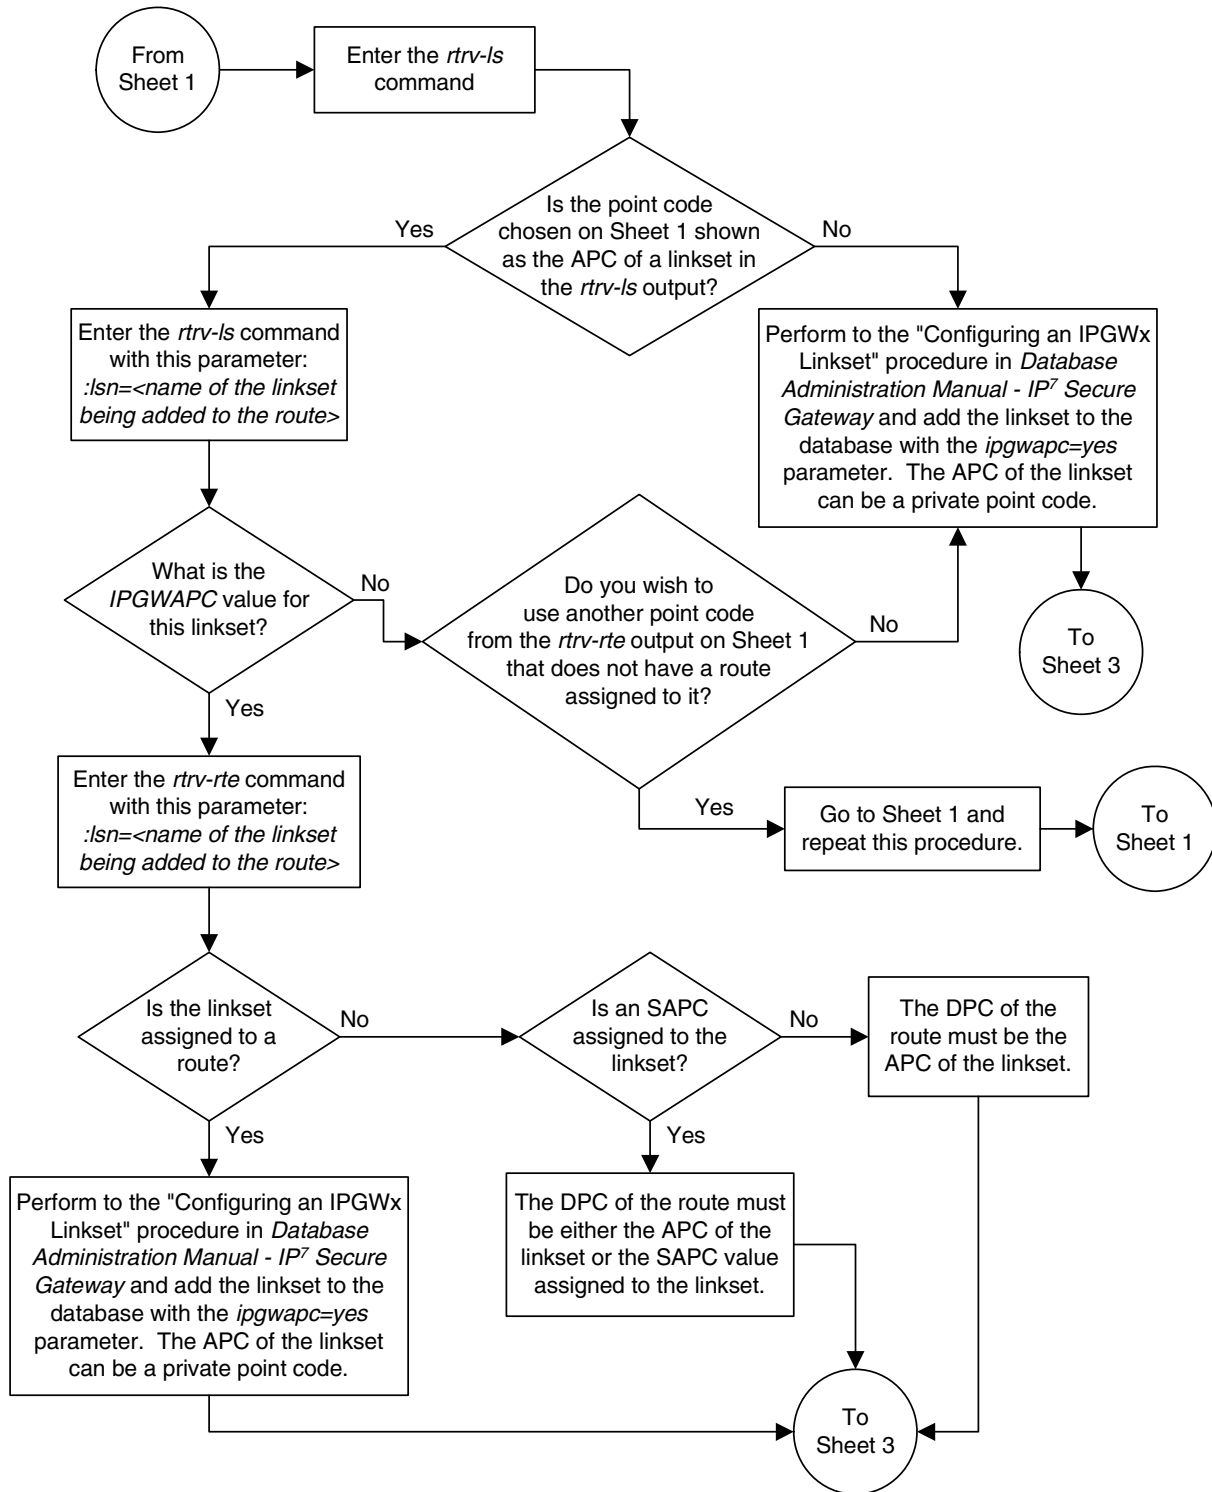 From
Sheet 1
Enter the rtrv-ls
command
Is the point code
chosen on Sheet 1 shown
as the APC of a linkset in
the rtrv-ls output?
Yes
No
Enter the rtrv-ls command
with this parameter:
:lsn=<name of the linkset
being added to the route>
Perform to the "Configuring an IPGWx
Linkset" procedure in Database
Administration Manual - IP7 Secure
Gateway and add the linkset to the
database with the ipgwapc=yes
parameter.  The APC of the linkset
can be a private point code.
What is the
IPGWAPC value for
this linkset?
No
Do you wish to
use another point code
from the rtrv-rte output on Sheet 1
that does not have a route
assigned to it?
No
To
Sheet 3
Yes
Enter the rtrv-rte command
with this parameter:
:lsn=<name of the linkset
being added to the route>
Yes
Go to Sheet 1 and
repeat this procedure.
To
Sheet 1
Is the linkset
assigned to a
route?
No
Is an SAPC
assigned to the
linkset?
No
The DPC of the
route must be the
APC of the linkset.
Yes
Yes
Perform to the "Configuring an IPGWx
Linkset" procedure in Database
Administration Manual - IP7 Secure
Gateway and add the linkset to the
database with the ipgwapc=yes
parameter.  The APC of the linkset
can be a private point code.
The DPC of the route must
be either the APC of the
linkset or the SAPC value
assigned to the linkset.
To
Sheet 3